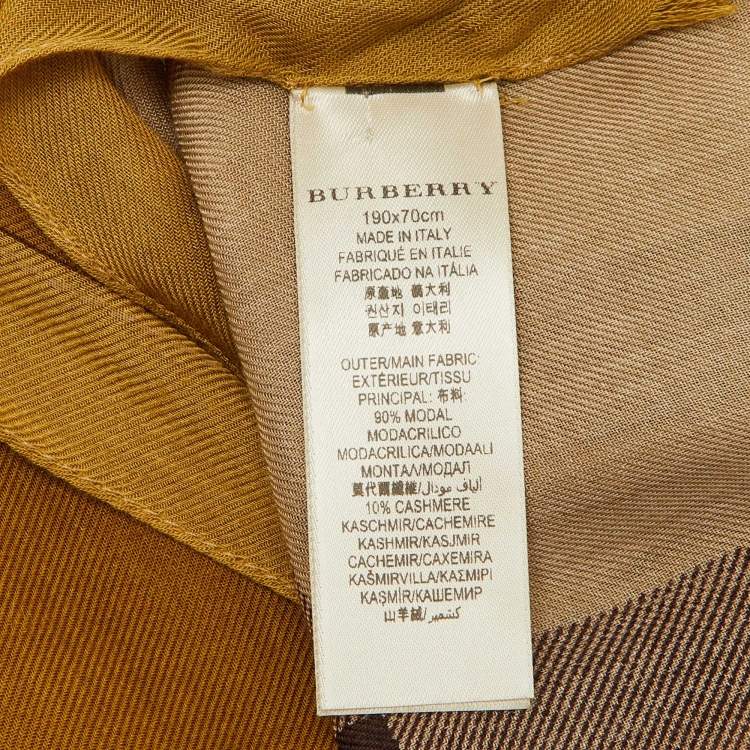 BURBERRY
190x70cm
MADE IN ITALY
FABRIQUÉ EN ITALIE
FABRICADO NA ITÁLIA
原產地 義大利
원산지 이태리
原产地 意大利
OUTER/MAIN FABRIC:
EXTÉRIEUR/TISSU
PRINCIPAL: 布料:
90% MODAL
MODACRILICO
MODACRILICA/MODAALI
ΜΟΝΤΑΛ/МОДАЛ
莫代爾纖維/ألياف مودال
10% CASHMERE
KASCHMIR/CACHEMIRE
KASHMIR/KASJMIR
CACHEMIR/CAXEMIRA
KAŠMIRVILLA/ΚΑΣΜΙΡΙ
KAŞMİR/КАШЕМИР
山羊絨/كشمير